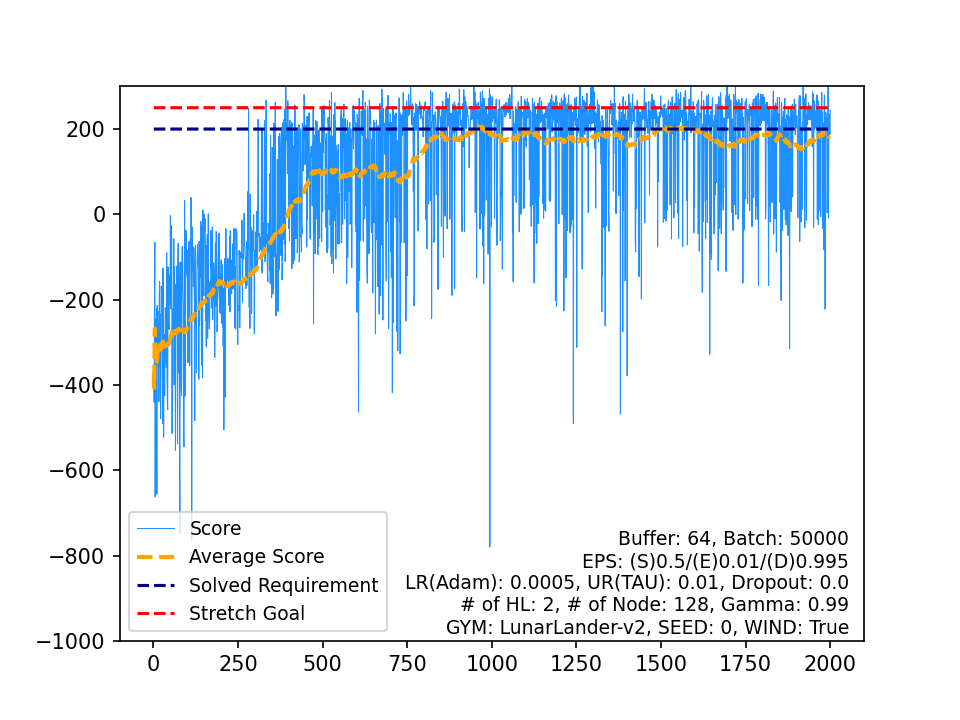 200
0
−200
−400
−600
−800
−1000
0
250
500
750
1000
1250
1500
1750
2000
Score
Average Score
Solved Requirement
Stretch Goal
Buffer: 64, Batch: 50000
EPS: (S)0.5/(E)0.01/(D)0.995
LR(Adam): 0.0005, UR(TAU): 0.01, Dropout: 0.0
# of HL: 2, # of Node: 128, Gamma: 0.99
GYM: LunarLander-v2, SEED: 0, WIND: True